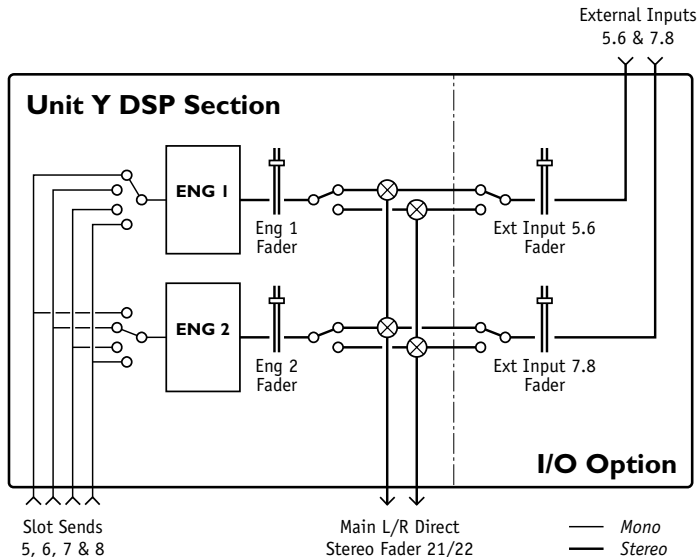 External Inputs
5.6 & 7.8
Unit Y DSP Section
ENG 1
Eng 1
Fader
Ext Input 5.6
Fader
ENG 2
Eng 2
Fader
Ext Input 7.8
Fader
I/O Option
Slot Sends
5, 6, 7 & 8
Main L/R Direct
Stereo Fader 21/22
Mono
Stereo